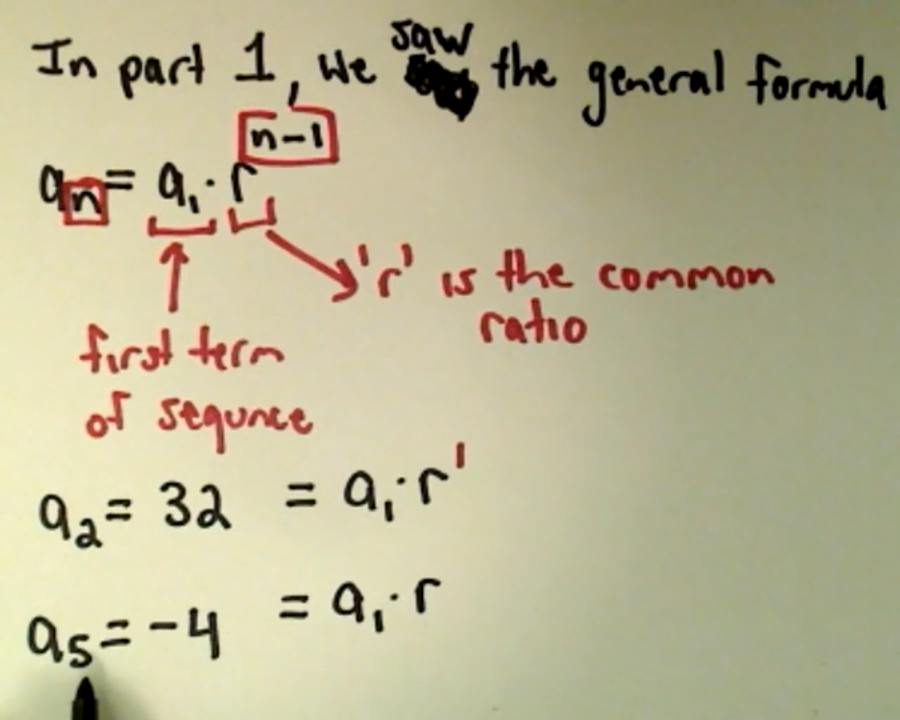 In part 1, we saw the general formula
aₙ = a₁ · rⁿ⁻¹
'r' is the common
ratio
first term
of sequnce
a₂ = 32 = a₁ · r¹
a₅ = -4 = a₁ · r